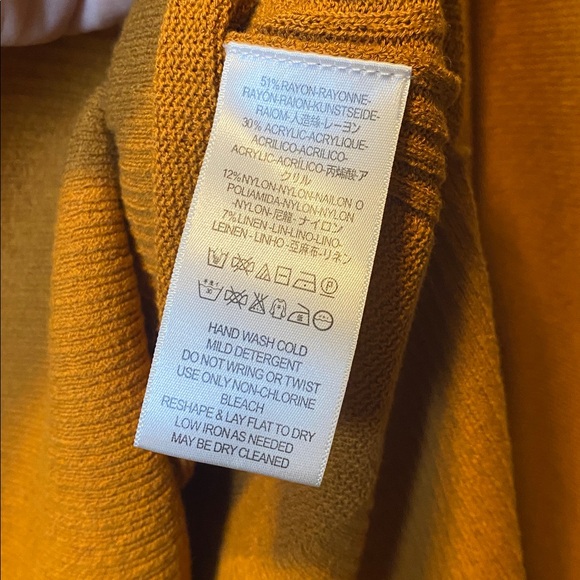 51% RAYON-RAYONNE-
RAYON-RAION-KUNSTSEIDE-
RAIOM-人造絲-レーヨン
30% ACRYLIC-ACRYLIQUE-
ACRILICO-ACRILICO-
ACRYLIC-ACRÍLICO-丙烯酸-ア
クリル
12%NYLON-NYLON-NAILON O
POLIAMIDA-NYLON-NYLON
-NYLON-尼龍-ナイロン
7% LINEN-LIN-LINO-LINO-
LEINEN-LINHO-亞麻布-リネン
P
HAND WASH COLD
MILD DETERGENT
DO NOT WRING OR TWIST
USE ONLY NON-CHLORINE
BLEACH
RESHAPE & LAY FLAT TO DRY
LOW IRON AS NEEDED
MAY BE DRY CLEANED